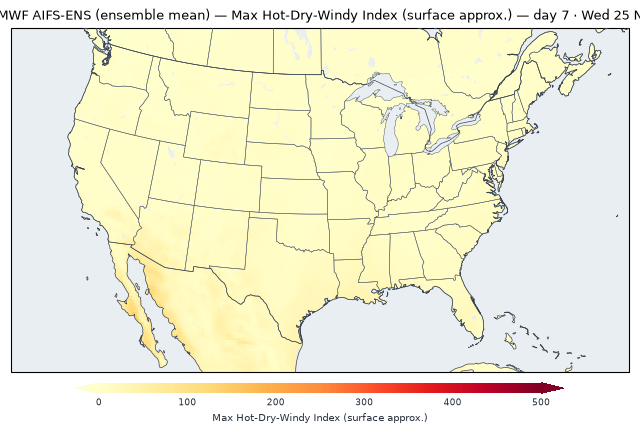 MWF AIFS-ENS (ensemble mean) — Max Hot-Dry-Windy Index (surface approx.) — day 7 · Wed 25 N
0 100 200 300 400 500
Max Hot-Dry-Windy Index (surface approx.)